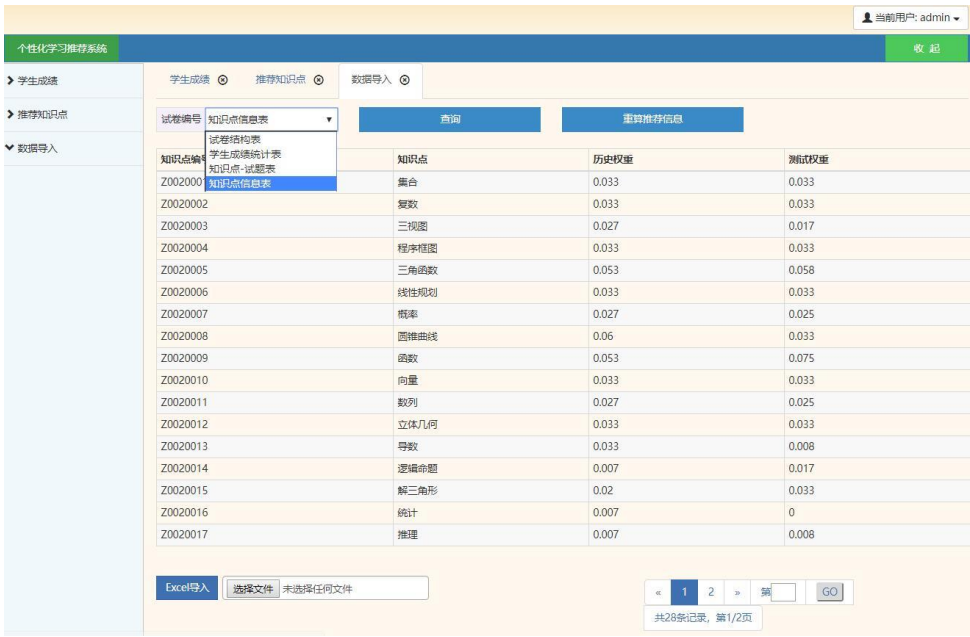 当前用户: admin
个性化学习推荐系统 收 起
学生成绩
推荐知识点
数据导入
学生成绩 推荐知识点 数据导入
试卷编号 知识点信息表 查询 重算推荐信息
试卷结构表
学生成绩统计表
知识点-试题表
知识点信息表
知识点编号 知识点 历史权重 测试权重
Z0020001 集合 0.033 0.033
Z0020002 复数 0.033 0.033
Z0020003 三视图 0.027 0.017
Z0020004 程序框图 0.033 0.033
Z0020005 三角函数 0.053 0.058
Z0020006 线性规划 0.033 0.033
Z0020007 概率 0.027 0.025
Z0020008 圆锥曲线 0.06 0.033
Z0020009 函数 0.053 0.075
Z0020010 向量 0.033 0.033
Z0020011 数列 0.027 0.025
Z0020012 立体几何 0.033 0.033
Z0020013 导数 0.033 0.008
Z0020014 逻辑命题 0.007 0.017
Z0020015 解三角形 0.02 0.033
Z0020016 统计 0.007 0
Z0020017 推理 0.007 0.008
Excel导入 选择文件 未选择任何文件
« 1 2 » 第 GO
共28条记录，第1/2页